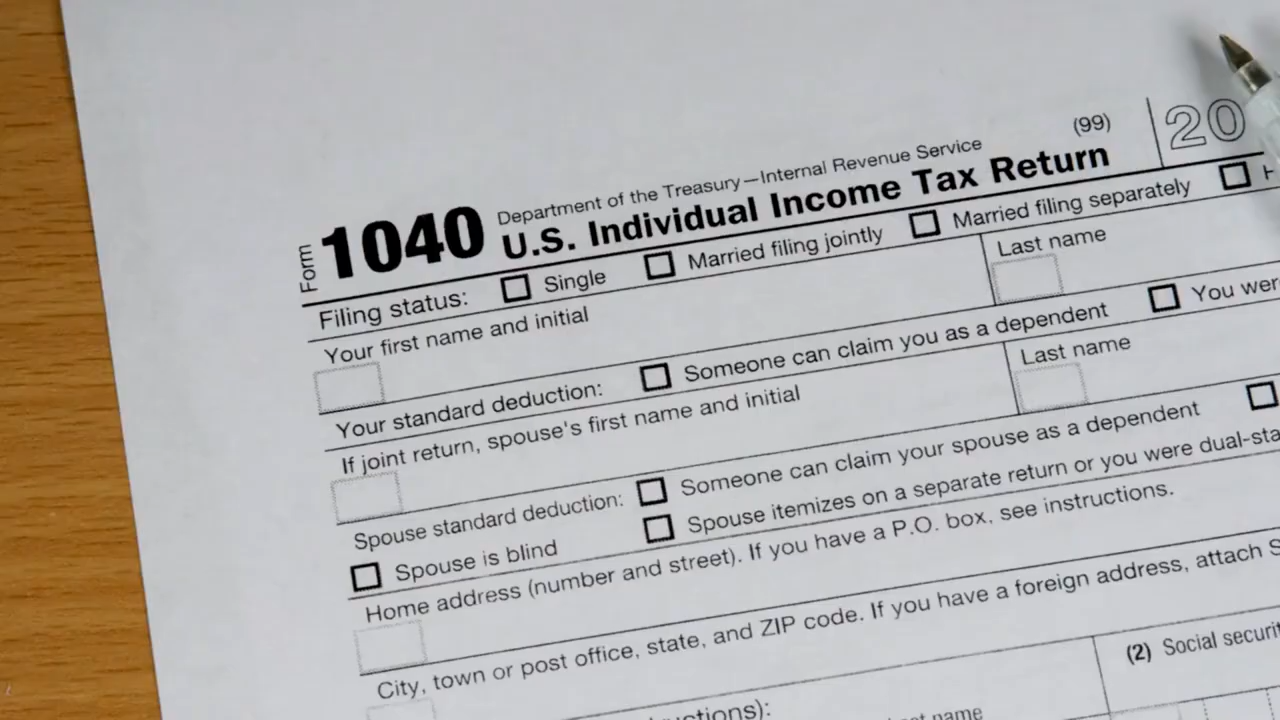 Department of the Treasury—Internal Revenue Service (99)
Form 1040 U.S. Individual Income Tax Return 20
Filing status: Single Married filing jointly Married filing separately
Your first name and initial Last name
Your standard deduction: Someone can claim you as a dependent You were
If joint return, spouse's first name and initial Last name
Spouse standard deduction: Someone can claim your spouse as a dependent
Spouse is blind Spouse itemizes on a separate return or you were dual-sta
Home address (number and street). If you have a P.O. box, see instructions.
City, town or post office, state, and ZIP code. If you have a foreign address, attach S
(2) Social securit
name